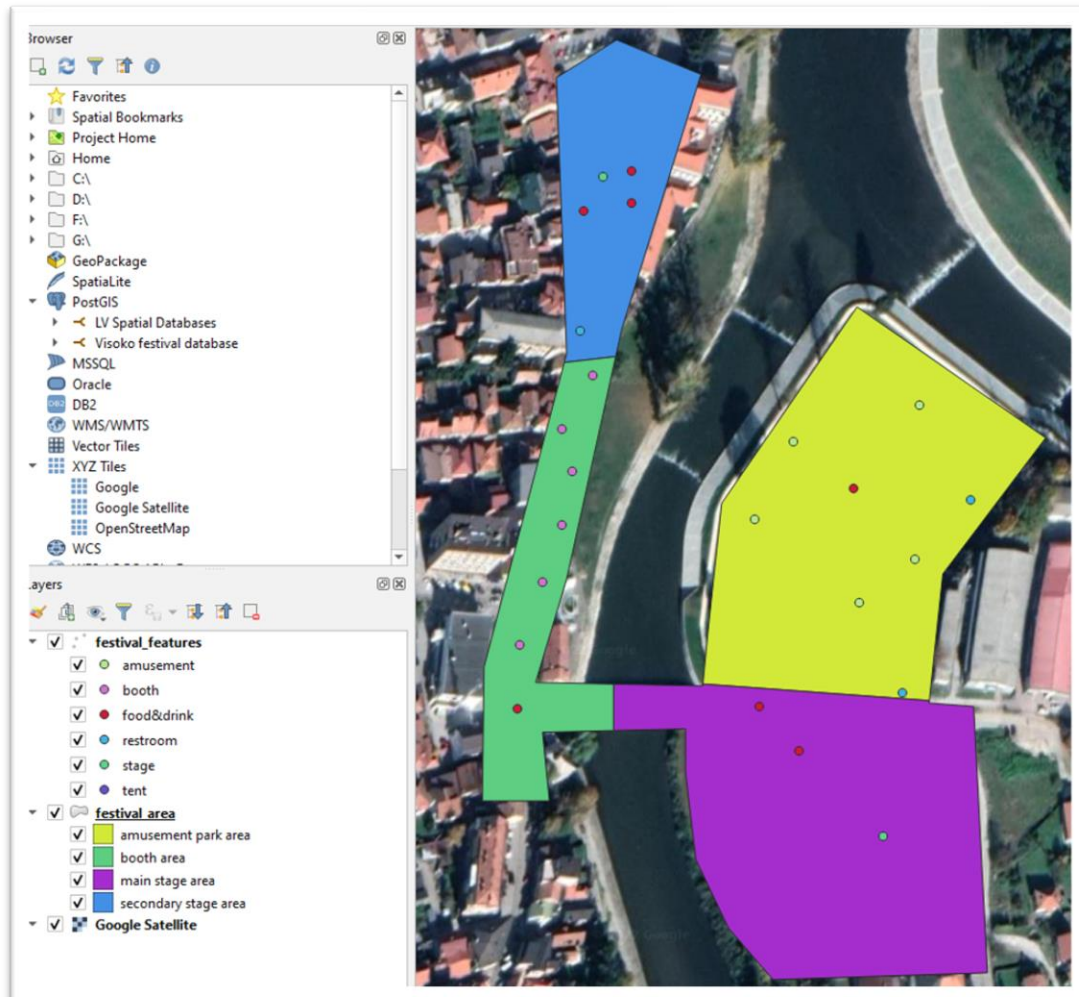 Browser
Favorites
Spatial Bookmarks
Project Home
Home
C:\
D:\
F:\
G:\
GeoPackage
SpatiaLite
PostGIS
LV Spatial Databases
Visoko festival database
MSSQL
Oracle
DB2
WMS/WMTS
Vector Tiles
XYZ Tiles
Google
Google Satellite
OpenStreetMap
WCS
Layers
festival_features
amusement
booth
food&drink
restroom
stage
tent
festival_area
amusement park area
booth area
main stage area
secondary stage area
Google Satellite